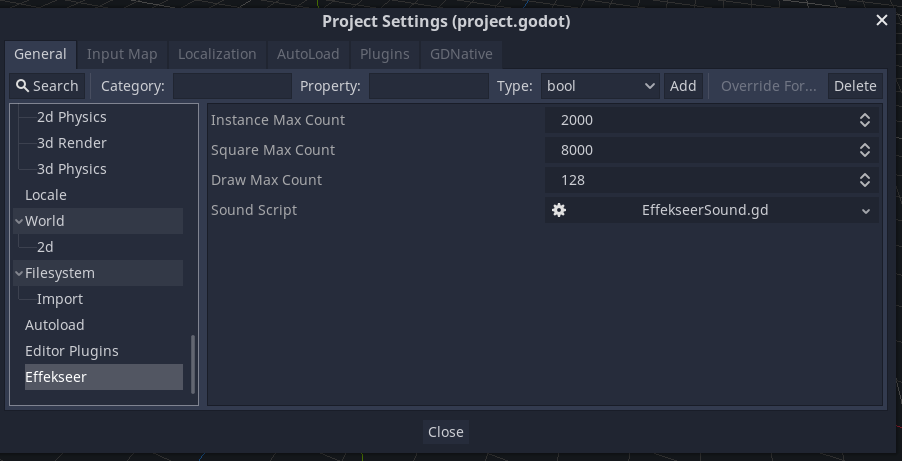 Project Settings (project.godot)
General Input Map Localization AutoLoad Plugins GDNative
Search Category: Property: Type: bool Add Override For... Delete
2d Physics
3d Render
3d Physics
Locale
World
2d
Filesystem
Import
Autoload
Editor Plugins
Effekseer
Instance Max Count 2000
Square Max Count 8000
Draw Max Count 128
Sound Script EffekseerSound.gd
Close